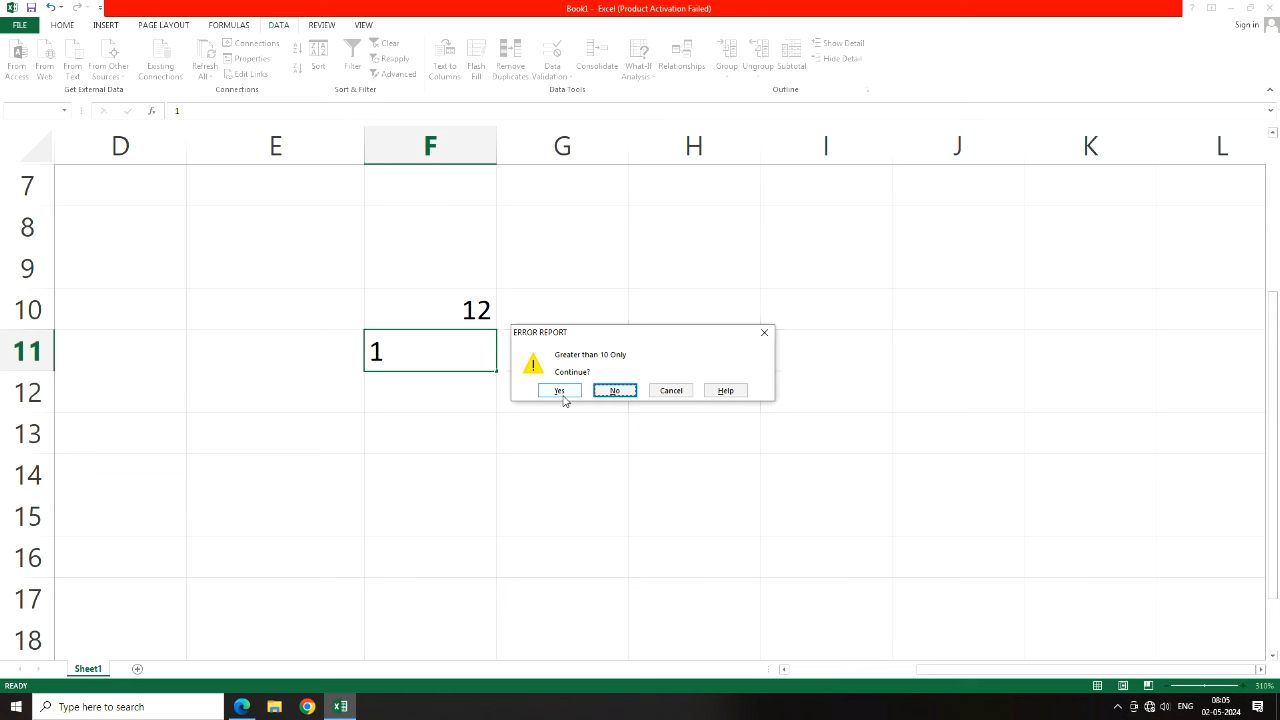 Book1 - Excel (Product Activation Failed)
FILE HOME INSERT PAGE LAYOUT FORMULAS DATA REVIEW VIEW
Sign in
From Access
From Web
From Text
From Other Sources
Existing Connections
Refresh All
Connections
Properties
Edit Links
Sort
Filter
Clear
Reapply
Advanced
Text to Columns
Flash Fill
Remove Duplicates
Data Validation
Consolidate
What-If Analysis
Relationships
Group
Ungroup
Subtotal
Show Detail
Hide Detail
Get External Data
Connections
Sort & Filter
Data Tools
Outline
fx 1
D E F G H I J K L
7
8
9
10 12
11 1
12
13
14
15
16
17
18
ERROR REPORT
Greater than 10 Only
Continue?
Yes No Cancel Help
Sheet1
READY
310%
Type here to search
ENG
08:05
02-05-2024